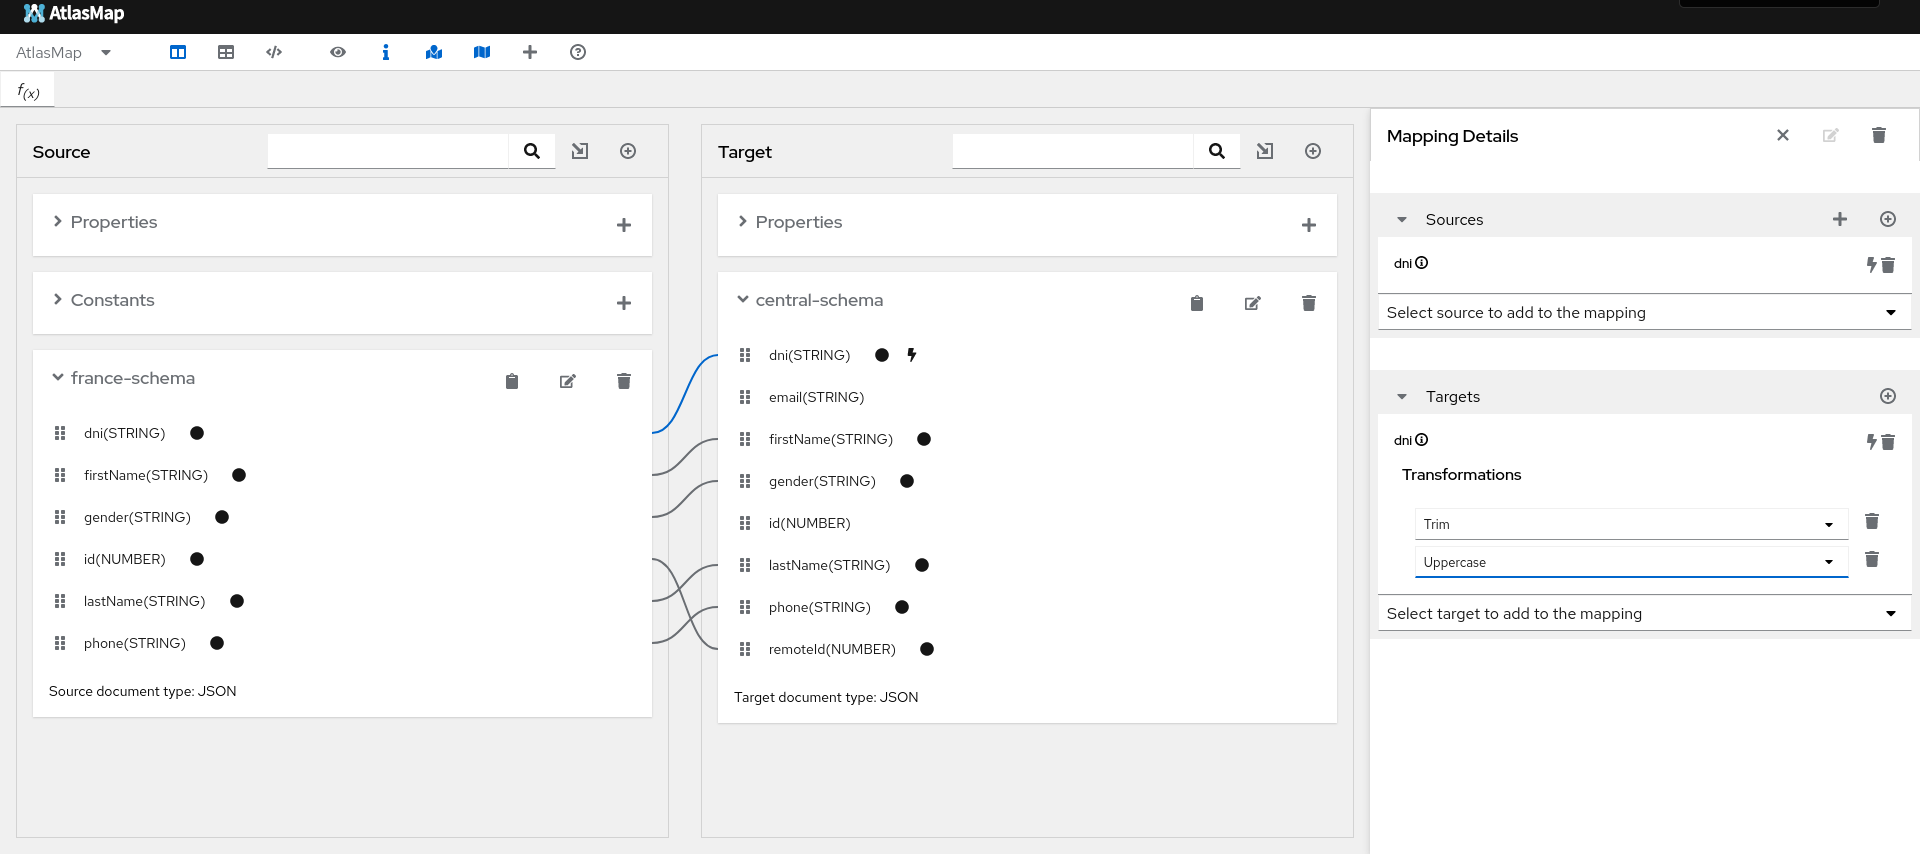 AtlasMap
AtlasMap
f(x)
Source
Properties
Constants
france-schema
dni(STRING)
firstName(STRING)
gender(STRING)
id(NUMBER)
lastName(STRING)
phone(STRING)
Source document type: JSON
Target
Properties
central-schema
dni(STRING)
email(STRING)
firstName(STRING)
gender(STRING)
id(NUMBER)
lastName(STRING)
phone(STRING)
remoteId(NUMBER)
Target document type: JSON
Mapping Details
Sources
dni
Select source to add to the mapping
Targets
dni
Transformations
Trim
Uppercase
Select target to add to the mapping